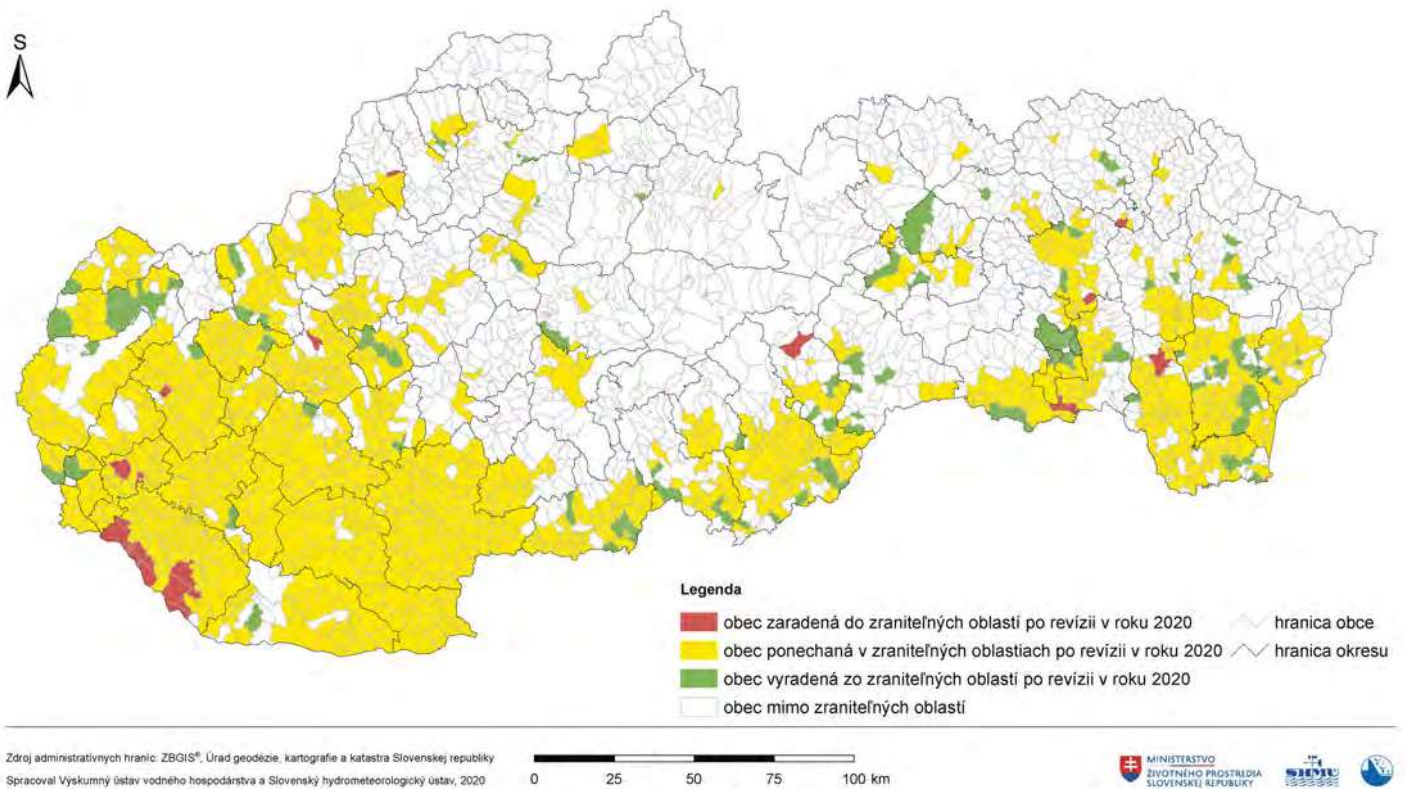 S
Legenda
obec zaradená do zraniteľných oblastí po revízii v roku 2020
hranica obce
obec ponechaná v zraniteľných oblastiach po revízii v roku 2020
hranica okresu
obec vyradená zo zraniteľných oblastí po revízii v roku 2020
obec mimo zraniteľných oblastí
Zdroj administratívnych hraníc: ZBGIS®, Úrad geodézie, kartografie a katastra Slovenskej republiky
Spracoval Výskumný ústav vodného hospodárstva a Slovenský hydrometeorologický ústav, 2020
0 25 50 75 100 km
MINISTERSTVO
ŽIVOTNÉHO PROSTREDIA
SLOVENSKEJ REPUBLIKY
SHMÚ